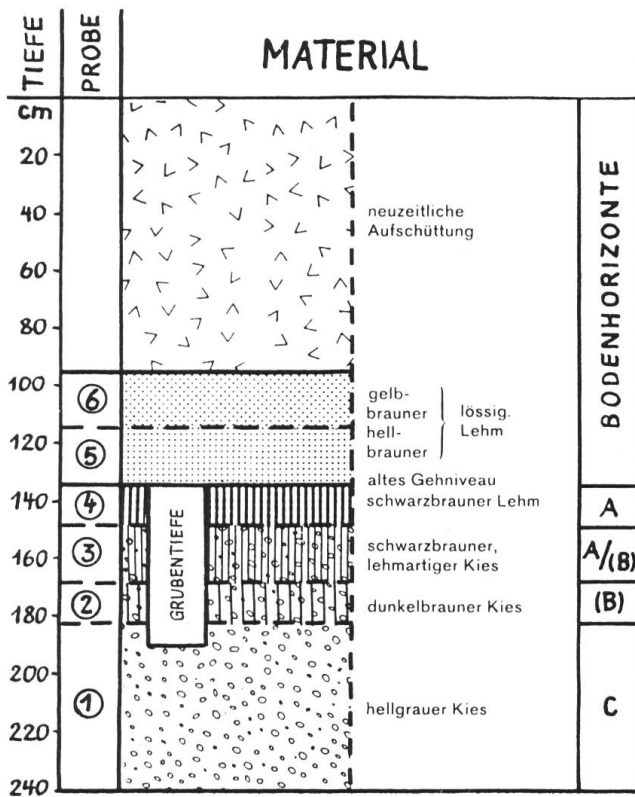 TIEFE
PROBE
MATERIAL
cm
20
40
60
80
100
120
140
160
180
200
220
240
⑥
⑤
④
③
②
①
GRUBENTIEFE
neuzeitliche
Aufschüttung
gelb-
brauner
hell-
brauner
lössig.
Lehm
altes Gehniveau
schwarzbrauner Lehm
schwarzbrauner,
lehmartiger Kies
dunkelbrauner Kies
hellgrauer Kies
BODENHORIZONTE
A
A/(B)
(B)
C